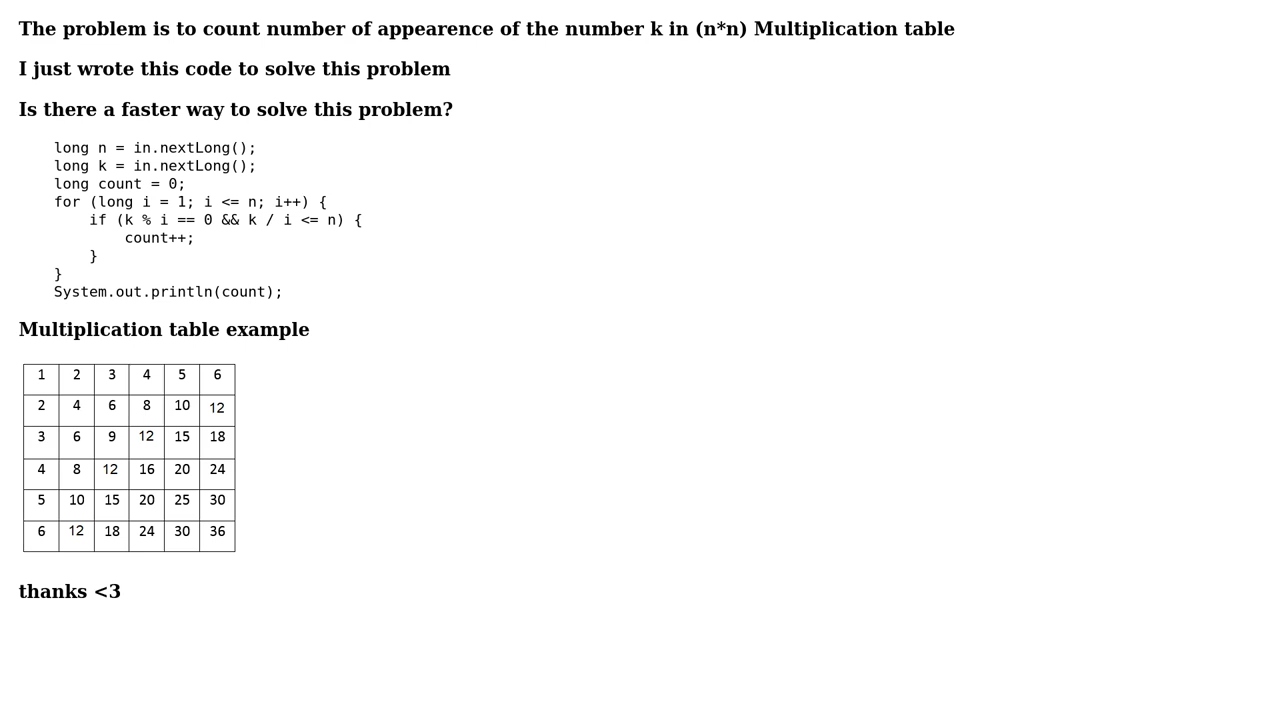 The problem is to count number of appearence of the number k in (n*n) Multiplication table
I just wrote this code to solve this problem
Is there a faster way to solve this problem?
long n = in.nextLong();
long k = in.nextLong();
long count = 0;
for (long i = 1; i <= n; i++) {
    if (k % i == 0 && k / i <= n) {
        count++;
    }
}
System.out.println(count);
Multiplication table example
1 2 3 4 5 6
2 4 6 8 10 12
3 6 9 12 15 18
4 8 12 16 20 24
5 10 15 20 25 30
6 12 18 24 30 36
thanks <3